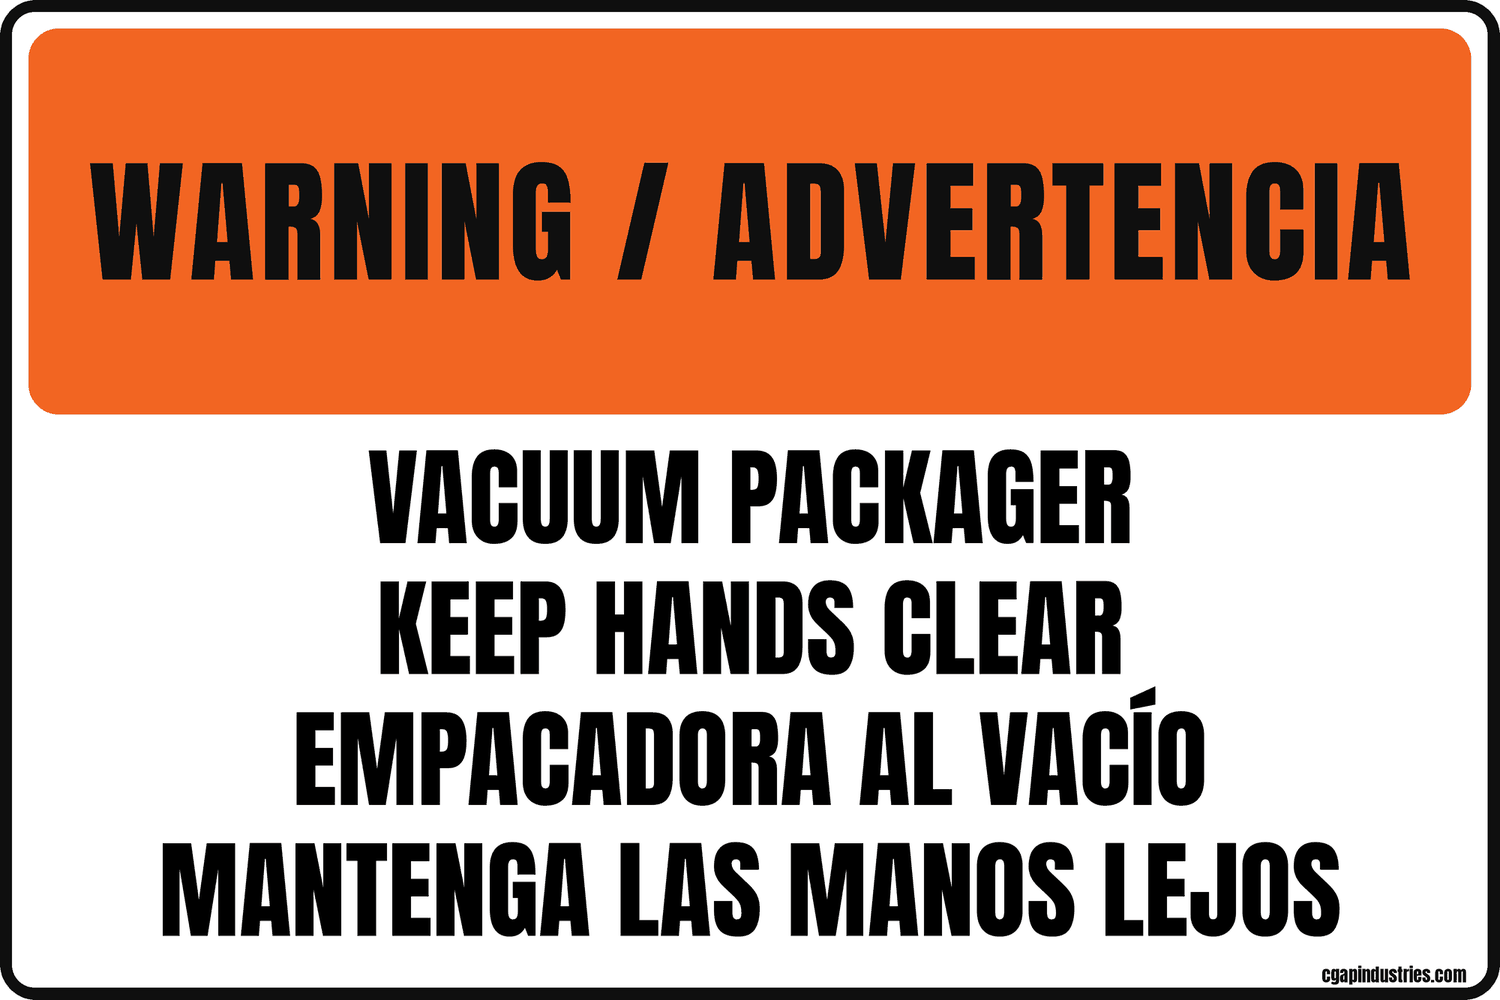 WARNING / ADVERTENCIA
VACUUM PACKAGER
KEEP HANDS CLEAR
EMPACADORA AL VACÍO
MANTENGA LAS MANOS LEJOS
cgapindustries.com